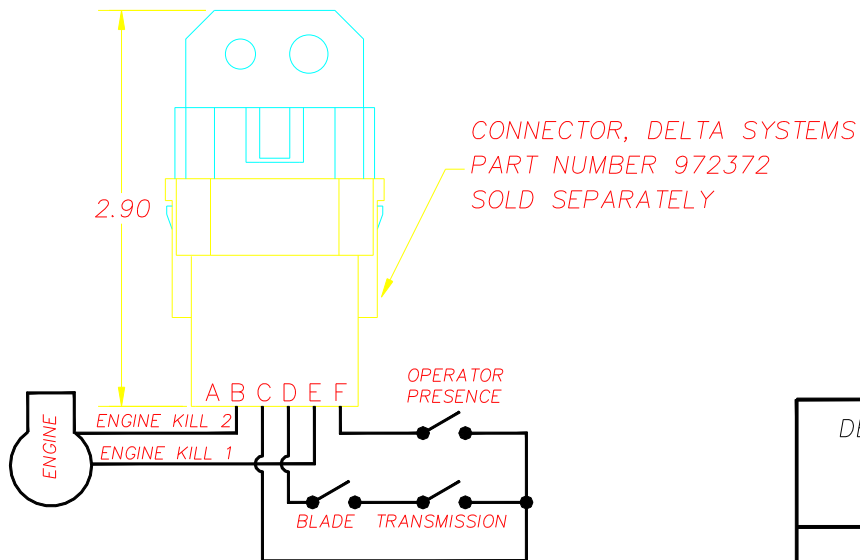 CONNECTOR, DELTA SYSTEMS
PART NUMBER 972372
SOLD SEPARATELY
2.90
A B C D E F
OPERATOR
PRESENCE
ENGINE KILL 2
ENGINE
ENGINE KILL 1
BLADE TRANSMISSION